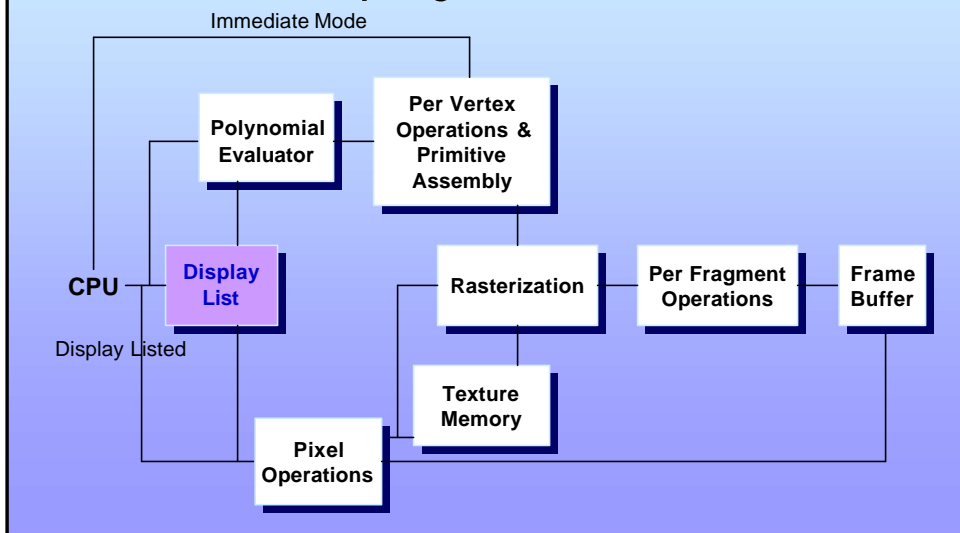 Immediate Mode
Per Vertex
Operations &
Primitive
Assembly
Polynomial
Evaluator
CPU
Display
List
Rasterization
Per Fragment
Operations
Frame
Buffer
Display Listed
Texture
Memory
Pixel
Operations